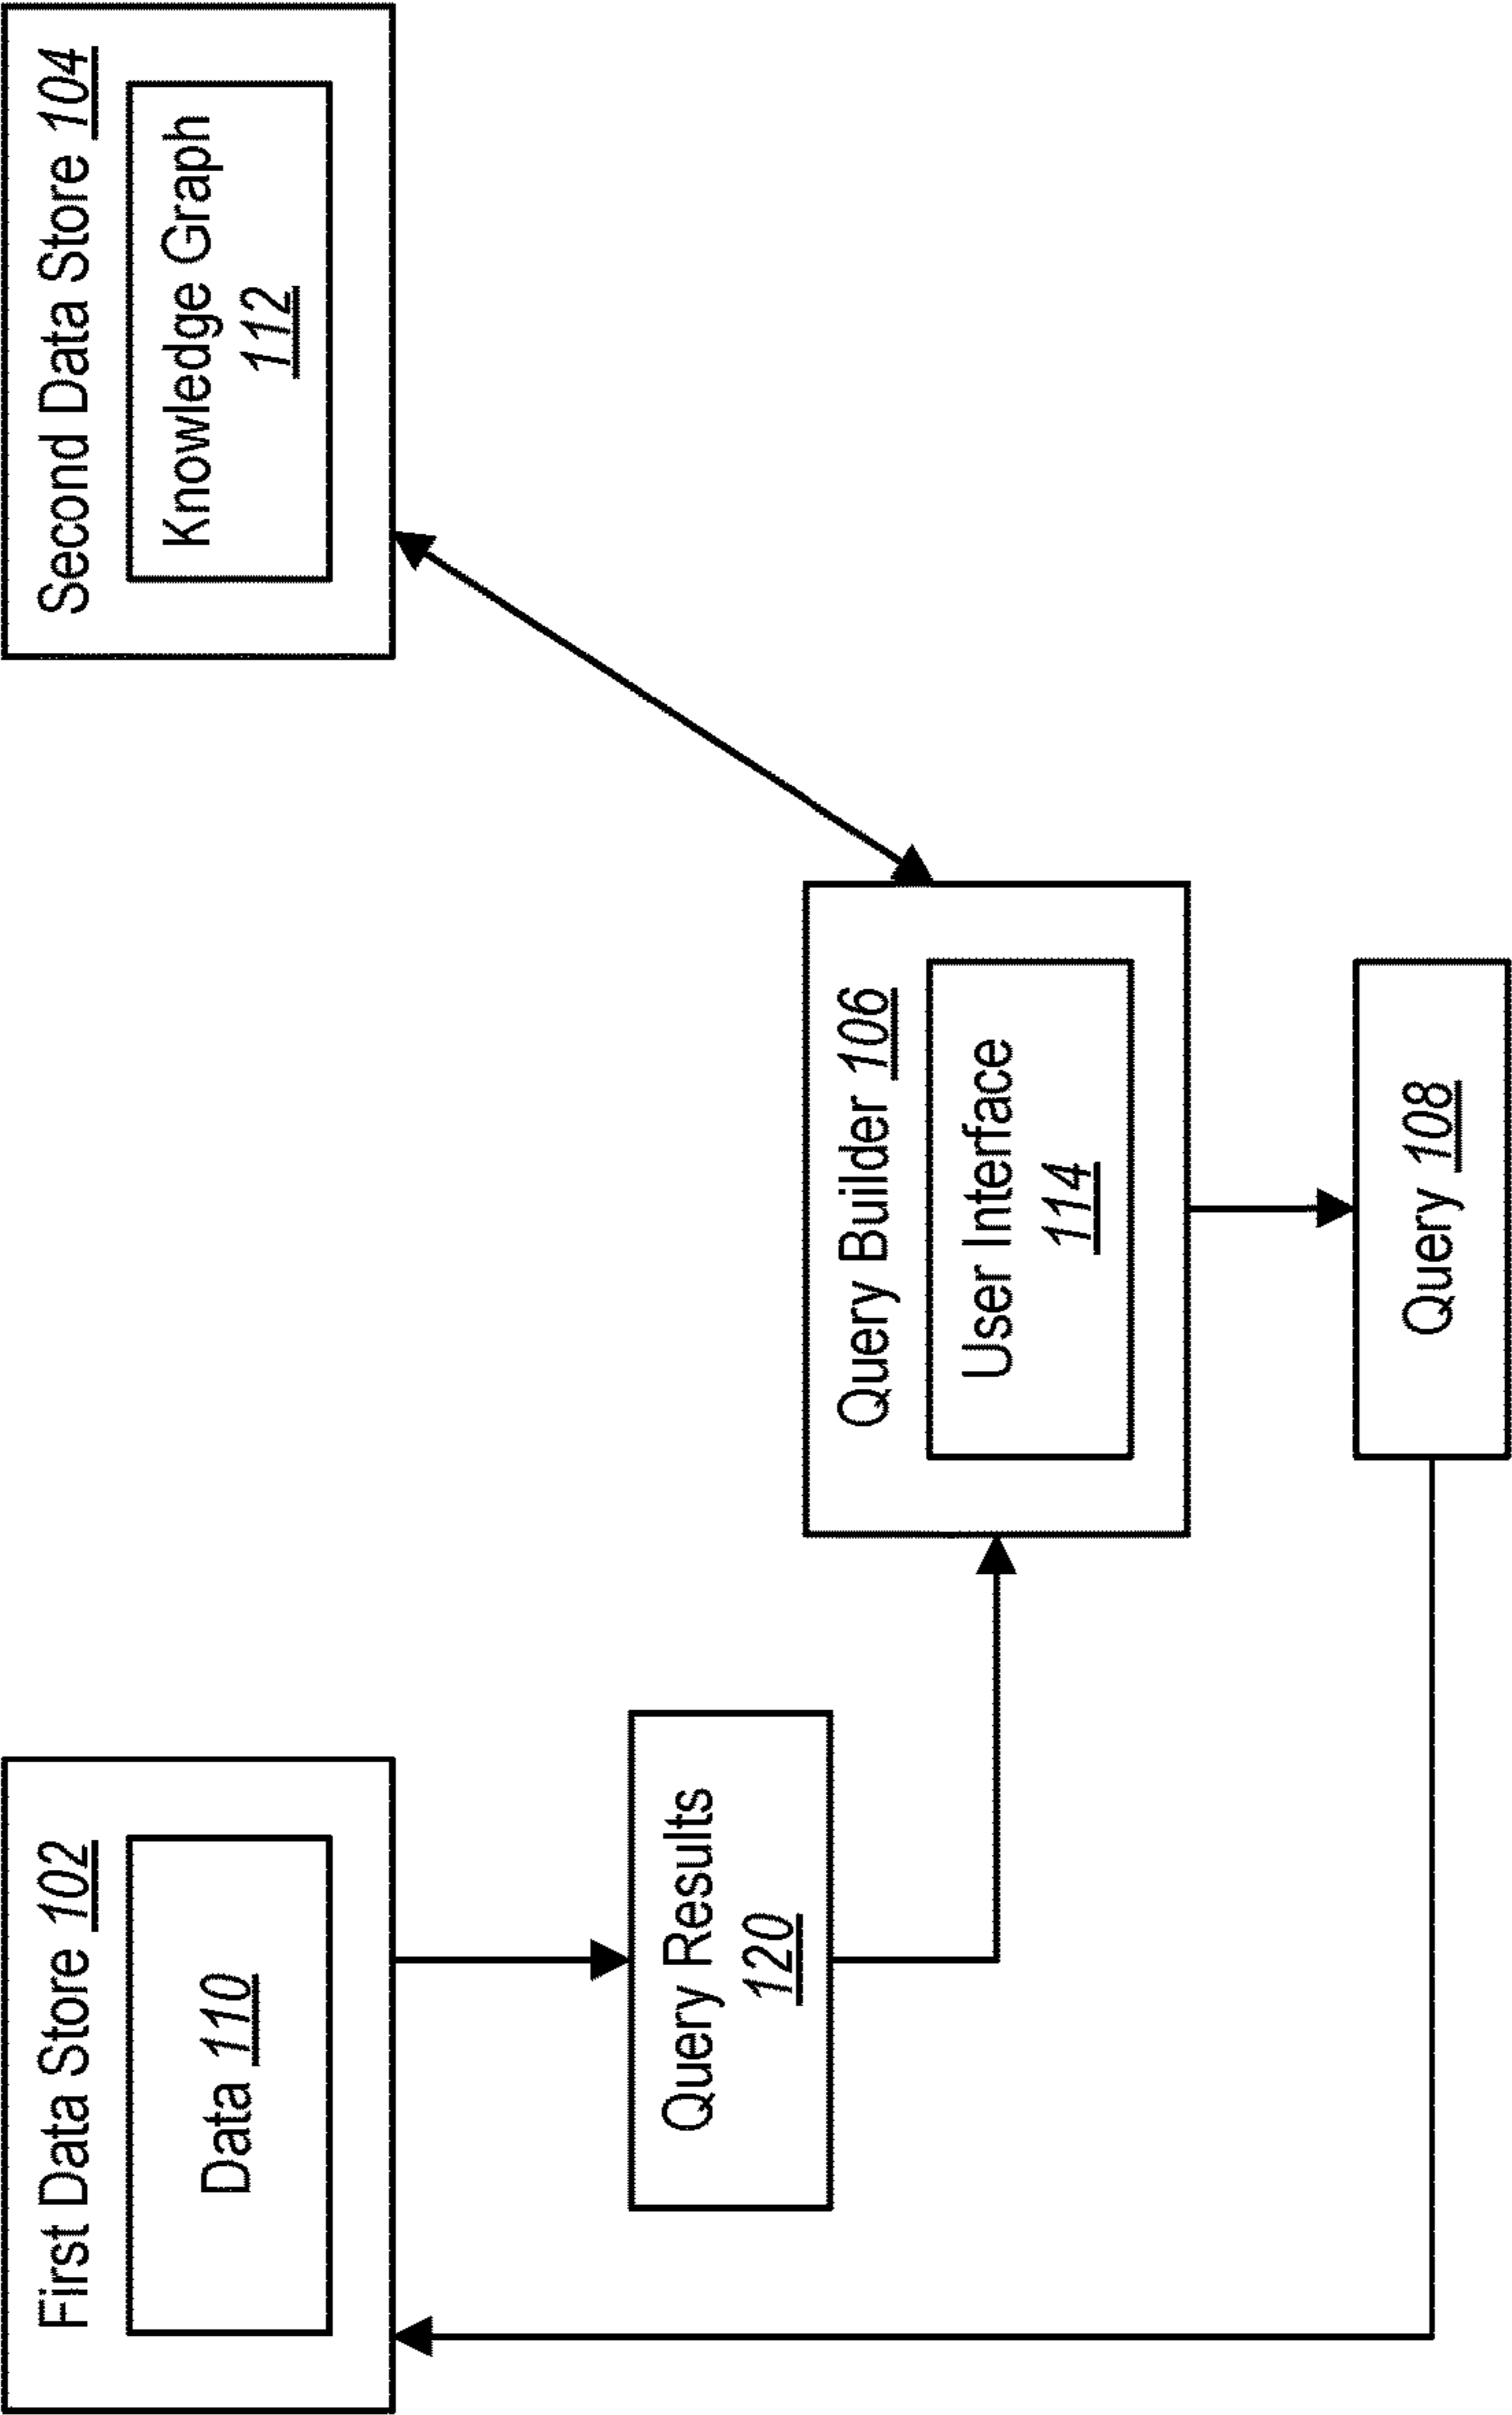 First Data Store 102
Data 110
Second Data Store 104
Knowledge Graph
112
Query Results
120
Query Builder 106
User Interface
114
Query 108